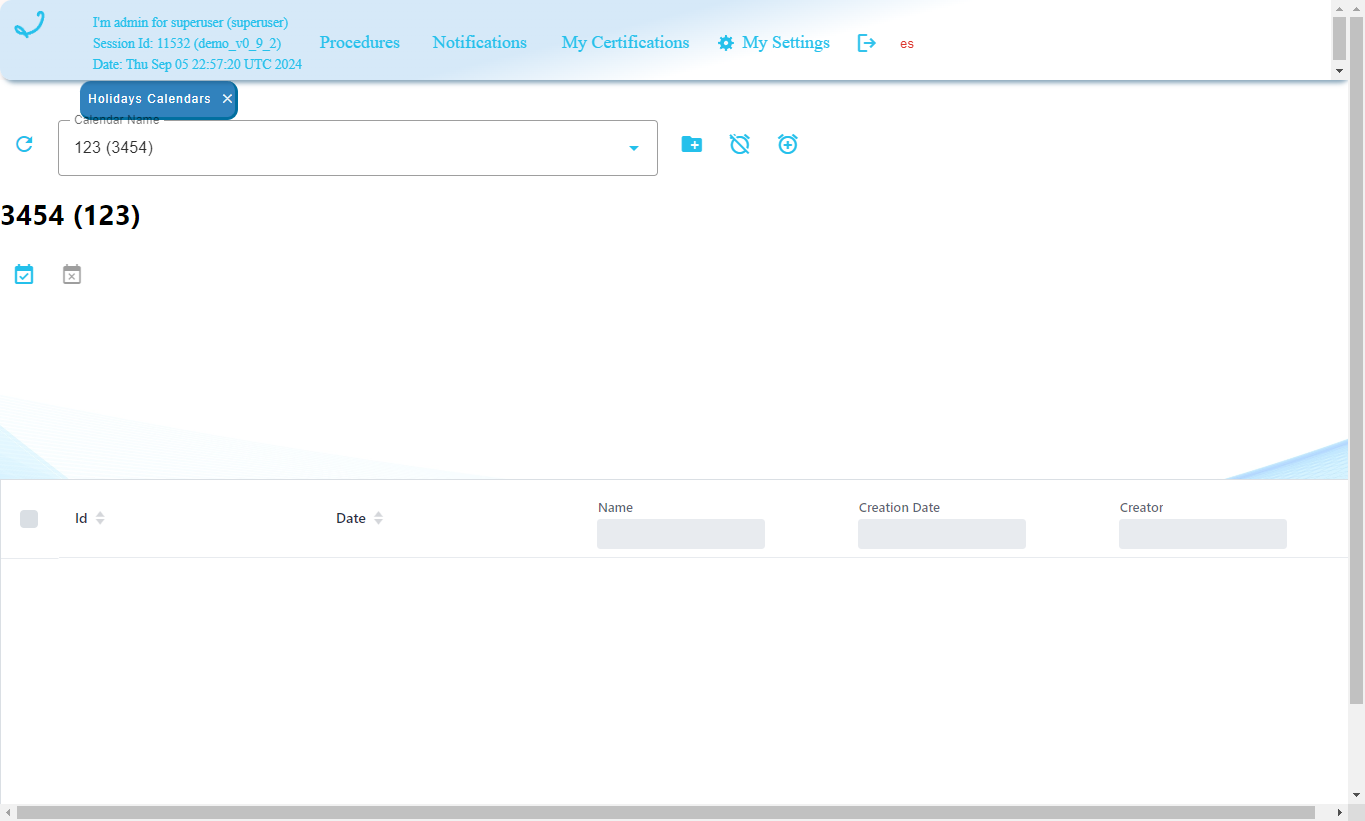 I'm admin for superuser (superuser)
Session Id: 11532 (demo_v0_9_2)
Date: Thu Sep 05 22:57:20 UTC 2024
Procedures
Notifications
My Certifications
My Settings
es
Holidays Calendars
Calendar Name
123 (3454)
3454 (123)
Id
Date
Name
Creation Date
Creator